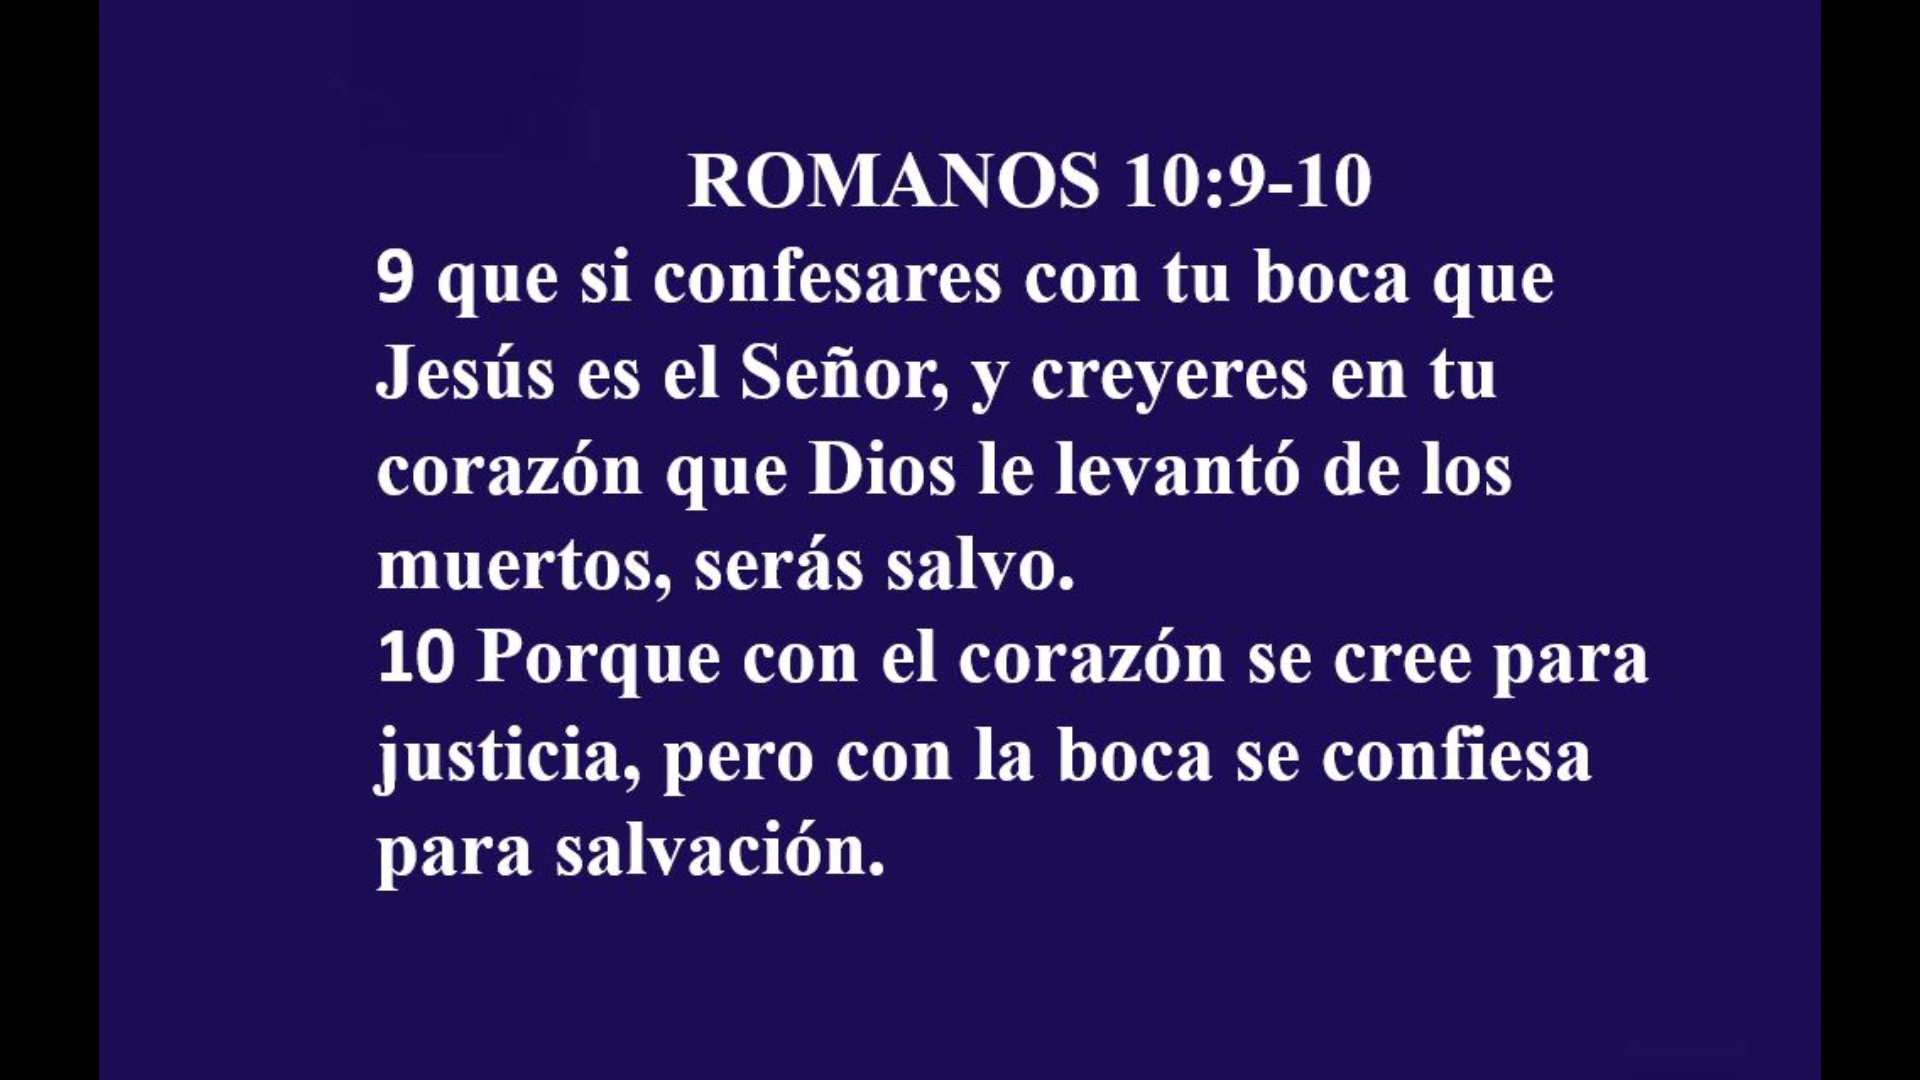 ROMANOS 10:9-10
9 que si confesares con tu boca que
Jesús es el Señor, y creyeres en tu
corazón que Dios le levantó de los
muertos, serás salvo.
10 Porque con el corazón se cree para
justicia, pero con la boca se confiesa
para salvación.